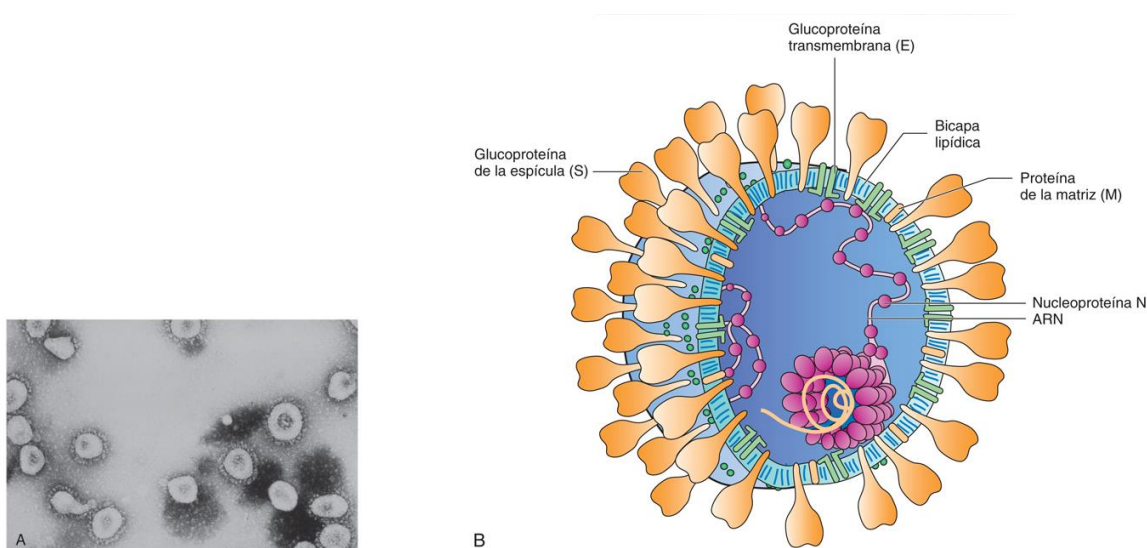 Glucoproteína
transmembrana (E)
Bicapa
lipídica
Glucoproteína
de la espícula (S)
Proteína
de la matriz (M)
Nucleoproteína N
ARN
A
B